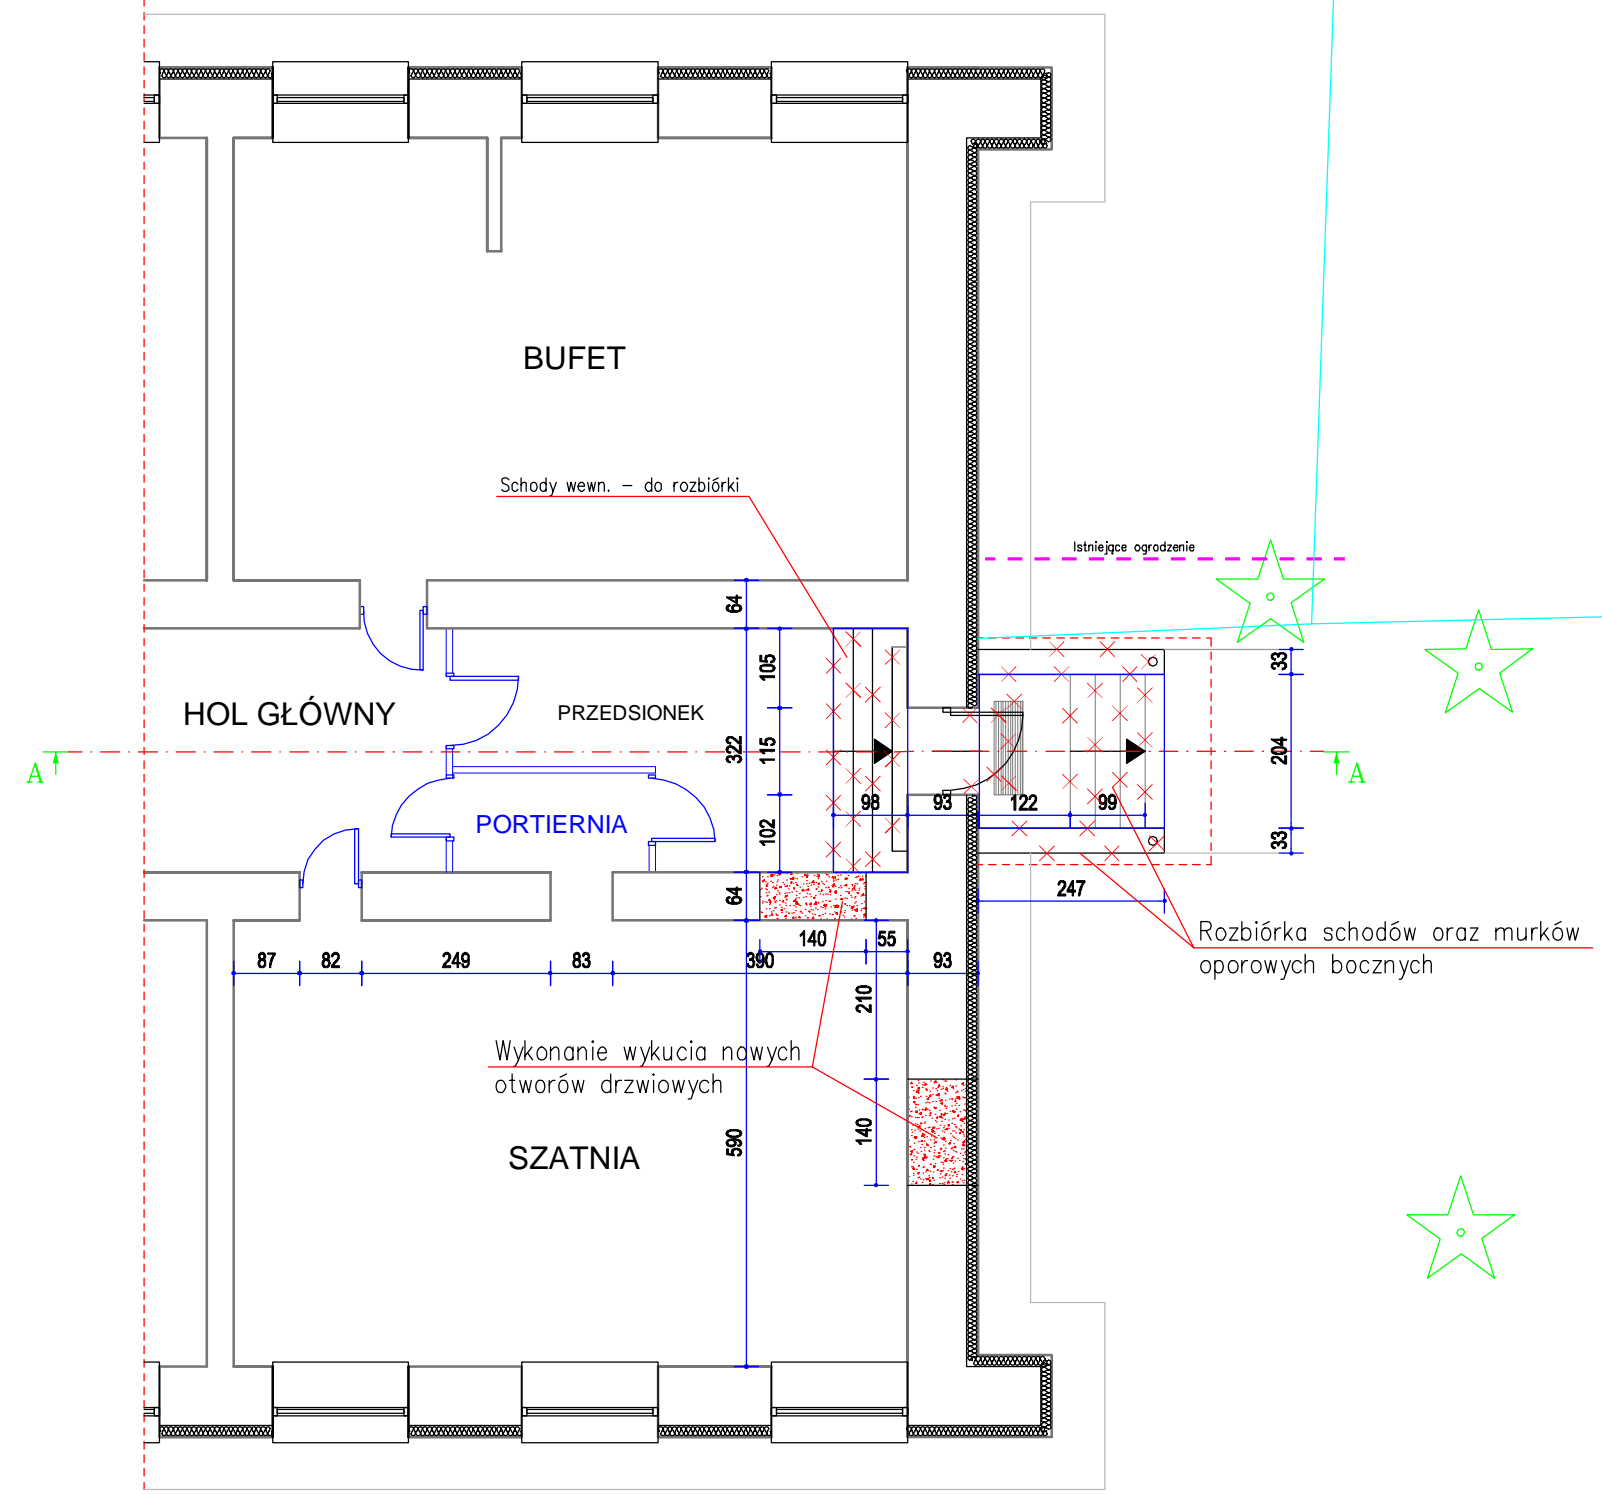 BUFET
Schody wewn. – do rozbiórki
Istniejące ogrodzenie
64
105
33
HOL GŁÓWNY
PRZEDSIONEK
322
115
204
A
A
98
93
122
99
PORTIERNIA
102
33
64
247
Rozbiórka schodów oraz murków
oporowych bocznych
140
55
87
82
249
83
390
93
210
Wykonanie wykucia nowych
otworów drzwiowych
140
590
SZATNIA